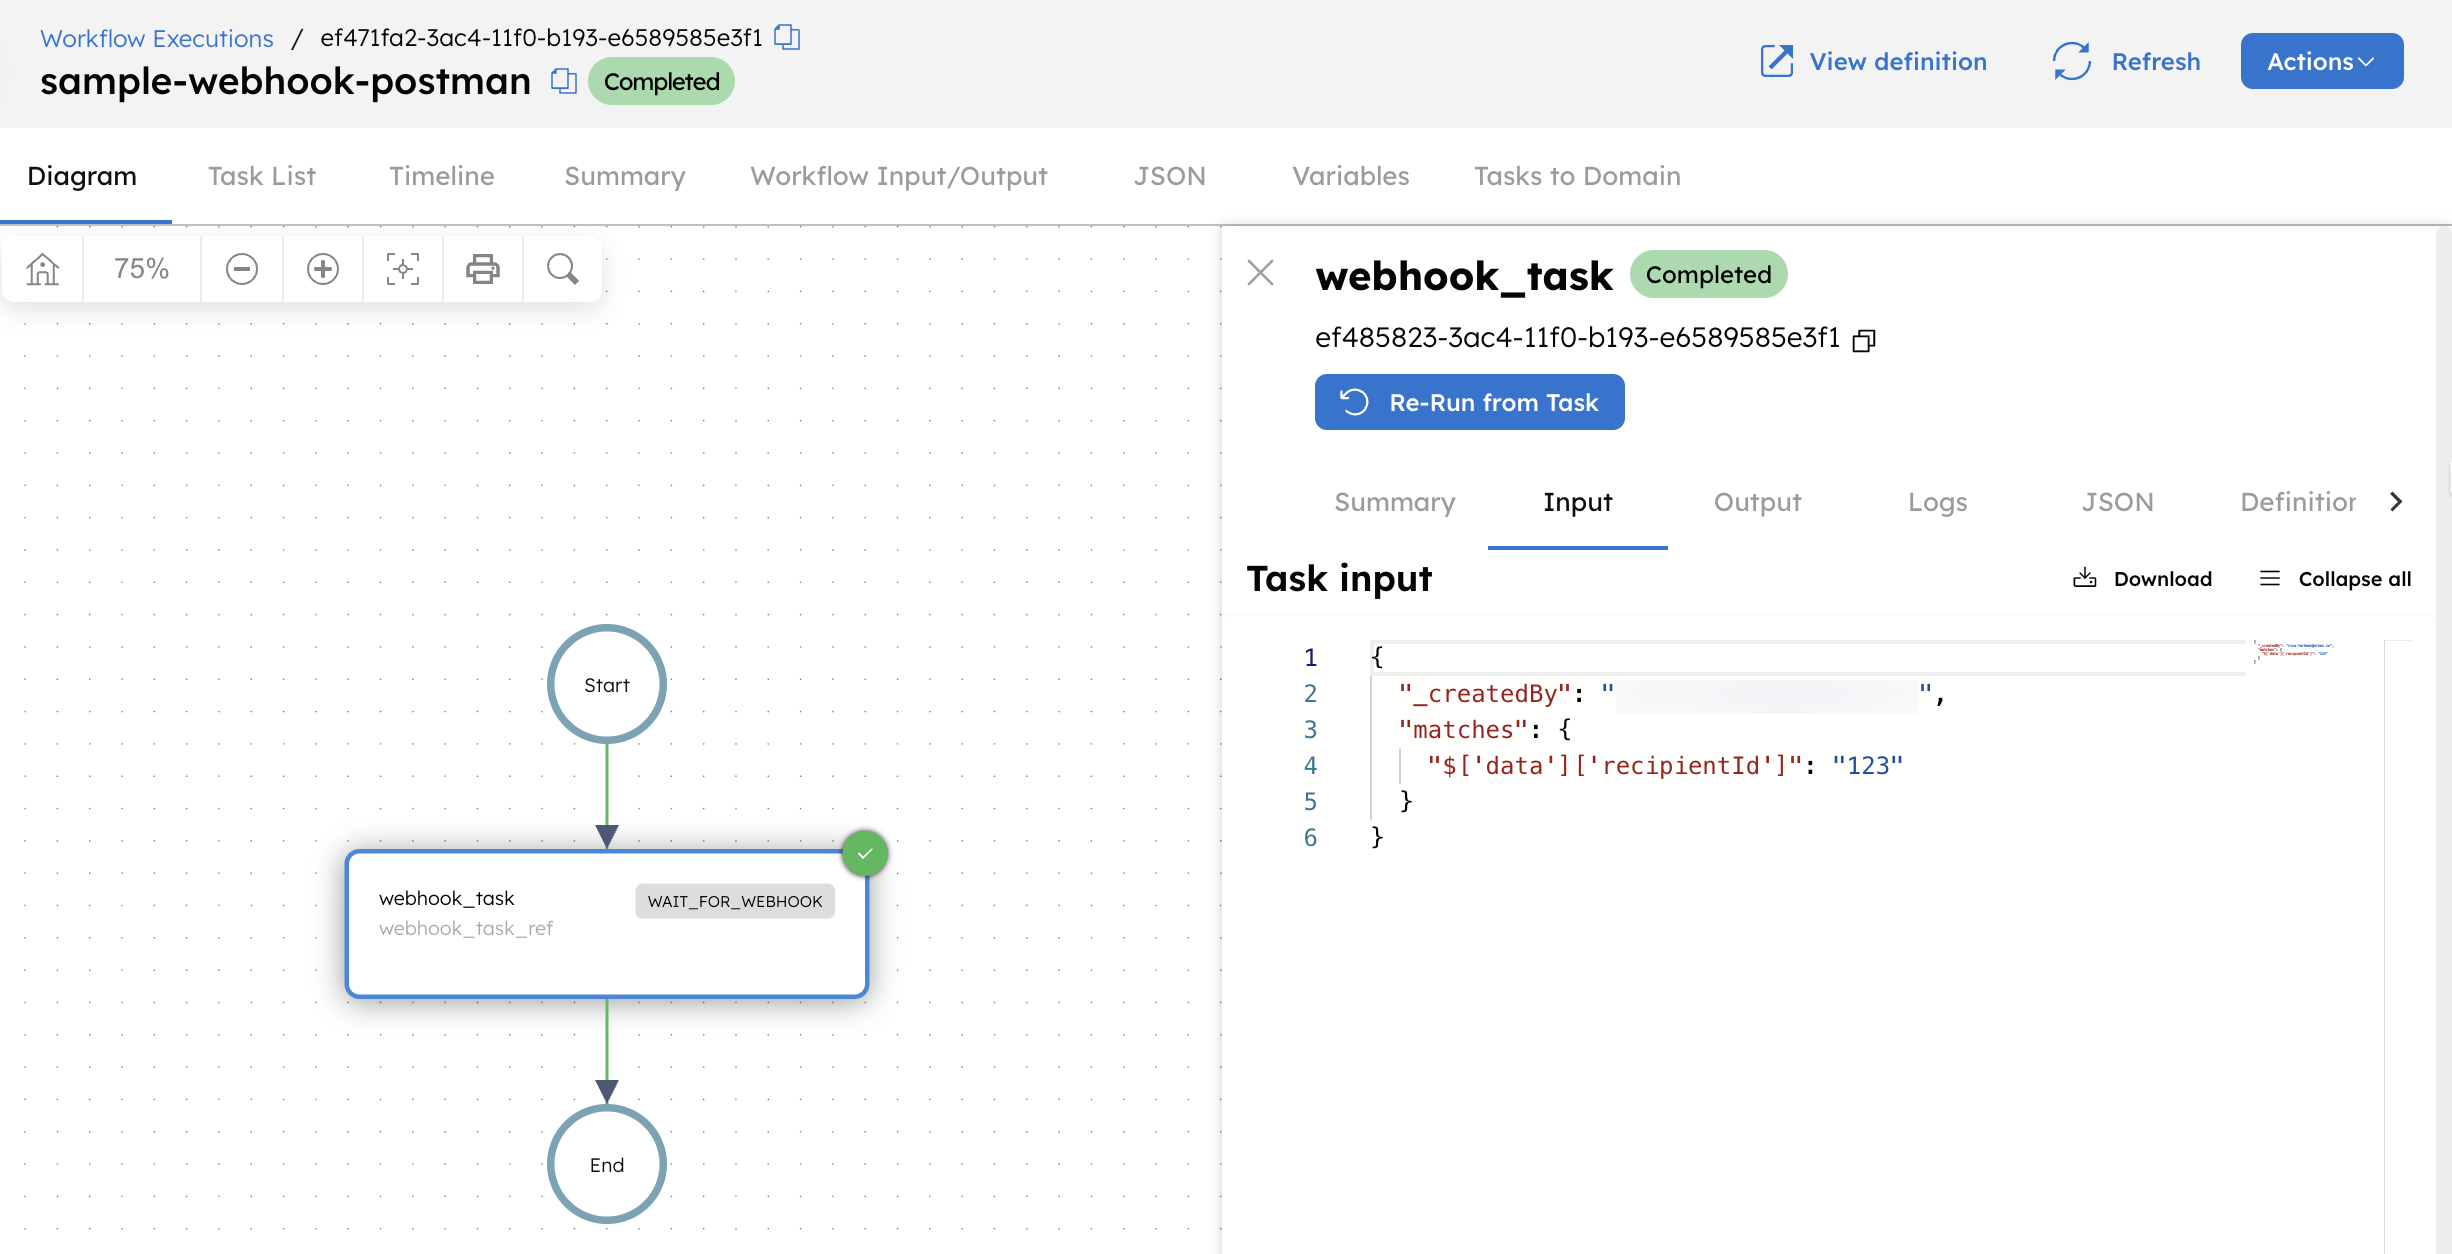 Workflow Executions / ef471fa2-3ac4-11f0-b193-e6589585e3f1
sample-webhook-postman Completed
View definition Refresh Actions
Diagram Task List Timeline Summary Workflow Input/Output JSON Variables Tasks to Domain
75%
webhook_task Completed
ef485823-3ac4-11f0-b193-e6589585e3f1
Re-Run from Task
Summary Input Output Logs JSON Definition
Task input Download Collapse all
1 {
2 "_createdBy": "",
3 "matches": {
4 "$['data']['recipientId']": "123"
5 }
6 }
Start
webhook_task WAIT_FOR_WEBHOOK
webhook_task_ref
End